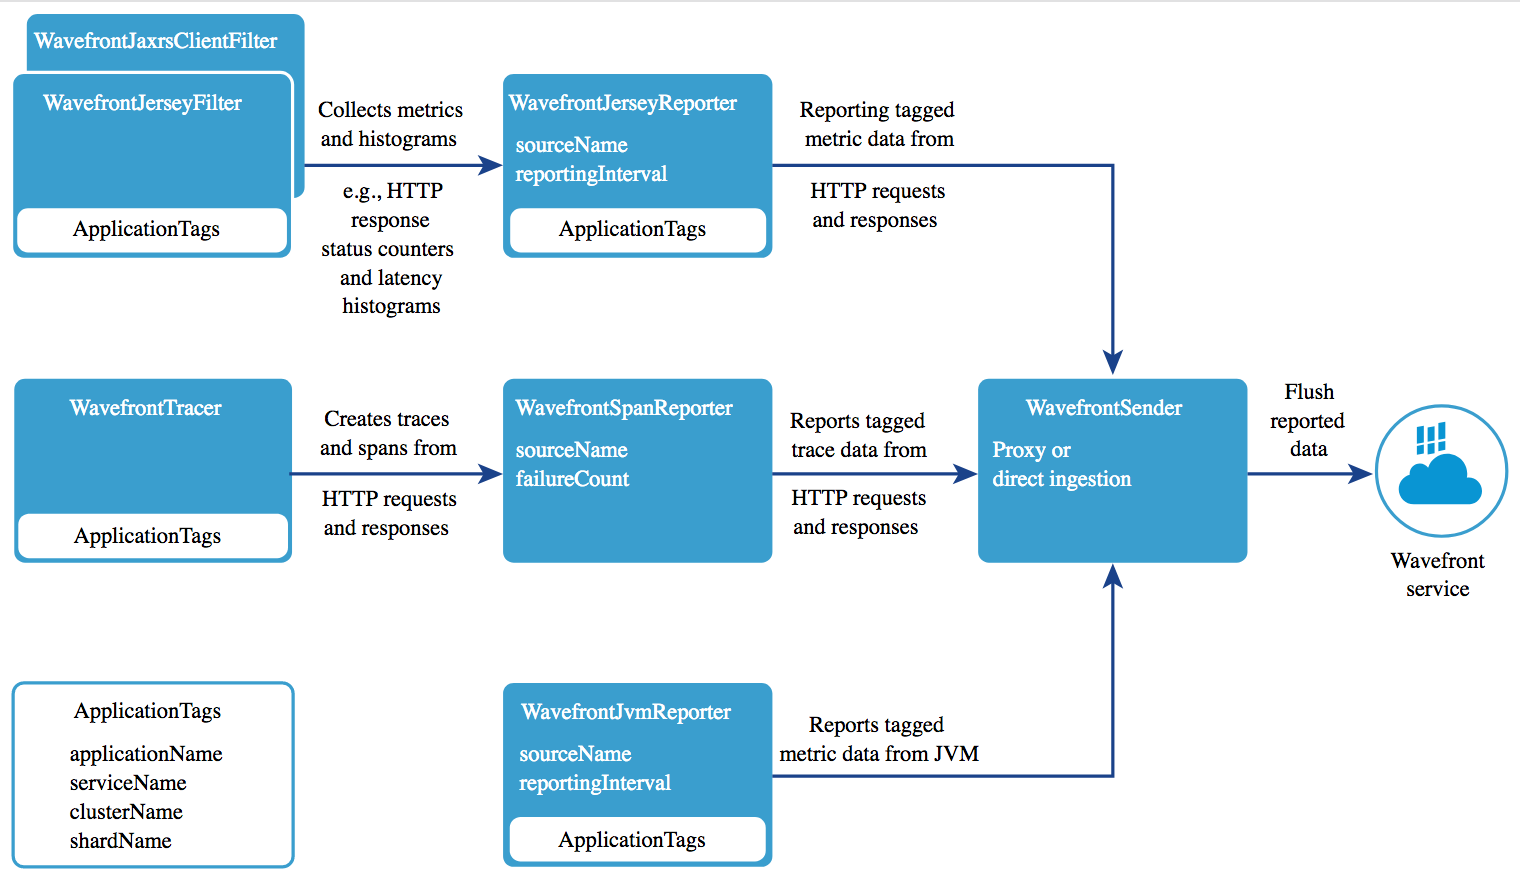 WavefrontJaxrsClientFilter
WavefrontJerseyFilter
ApplicationTags
Collects metrics
and histograms
e.g., HTTP
response
status counters
and latency
histograms
WavefrontJerseyReporter
sourceName
reportingInterval
ApplicationTags
Reporting tagged
metric data from
HTTP requests
and responses
WavefrontTracer
ApplicationTags
Creates traces
and spans from
HTTP requests
and responses
WavefrontSpanReporter
sourceName
failureCount
Reports tagged
trace data from
HTTP requests
and responses
WavefrontSender
Proxy or
direct ingestion
Flush
reported
data
Wavefront
service
ApplicationTags
applicationName
serviceName
clusterName
shardName
WavefrontJvmReporter
sourceName
reportingInterval
ApplicationTags
Reports tagged
metric data from JVM